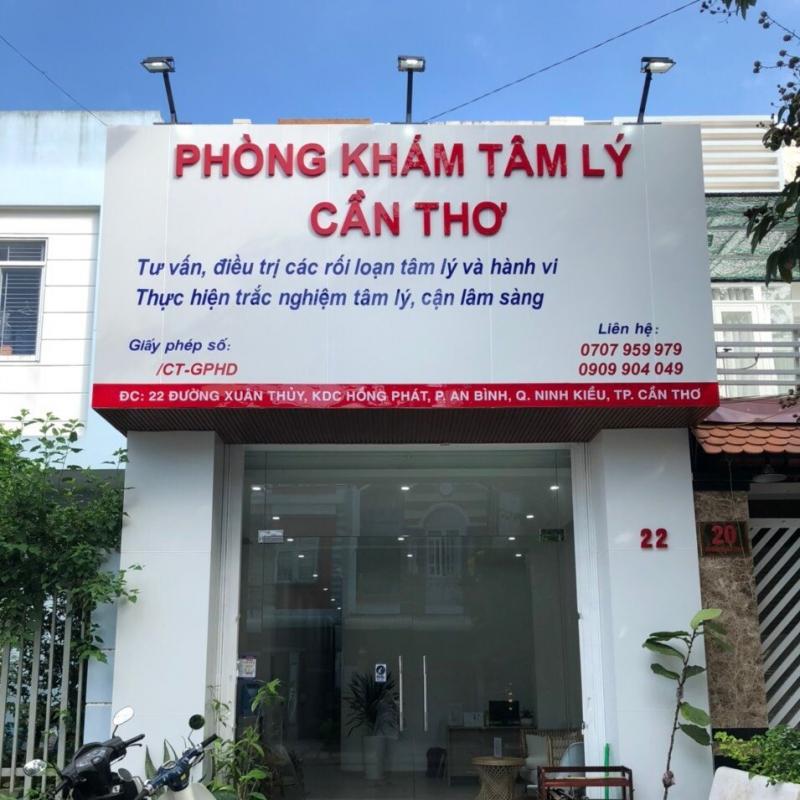 PHÒNG KHÁM TÂM LÝ
CẦN THƠ
Tư vấn, điều trị các rối loạn tâm lý và hành vi
Thực hiện trắc nghiệm tâm lý, cận lâm sàng
Giấy phép số:
/CT-GPHD
Liên hệ:
0707 959 979
0909 904 049
ĐC: 22 ĐƯỜNG XUÂN THỦY, KDC HỒNG PHÁT, P. AN BÌNH, Q. NINH KIỀU, TP. CẦN THƠ
22
20